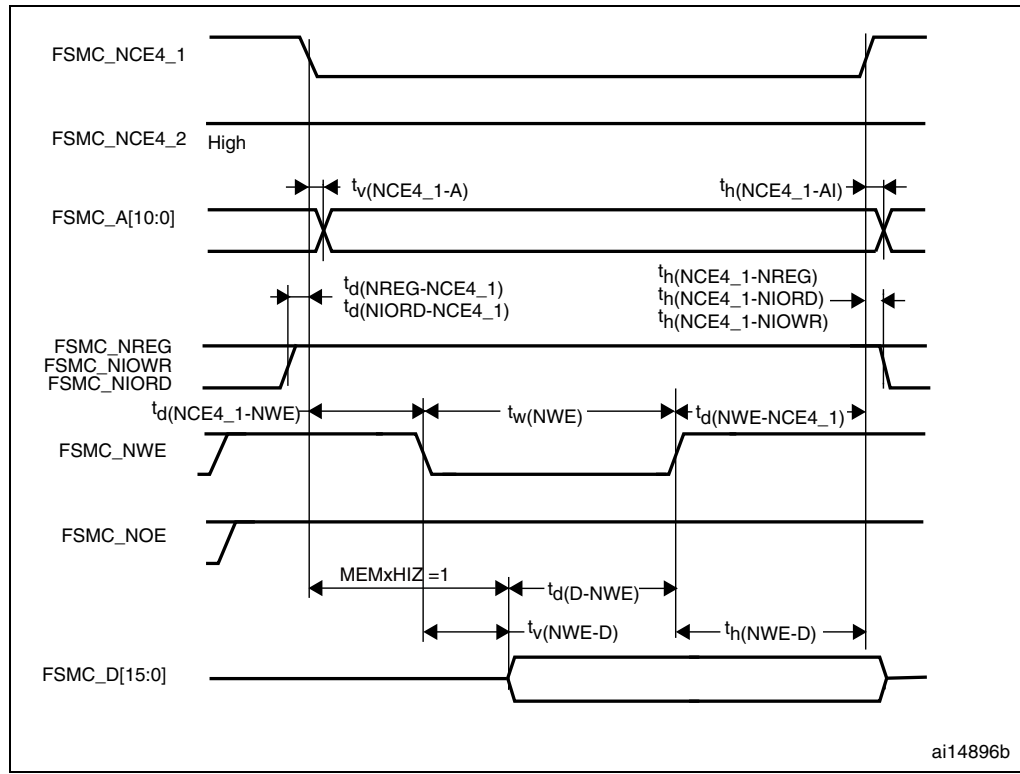 FSMC_NCE4_1
FSMC_NCE4_2 High
tv(NCE4_1-A) th(NCE4_1-AI)
FSMC_A[10:0]
td(NREG-NCE4_1)
td(NIORD-NCE4_1)
th(NCE4_1-NREG)
th(NCE4_1-NIORD)
th(NCE4_1-NIOWR)
FSMC_NREG
FSMC_NIOWR
FSMC_NIORD
td(NCE4_1-NWE) tw(NWE) td(NWE-NCE4_1)
FSMC_NWE
FSMC_NOE
MEMxHIZ =1
td(D-NWE)
tv(NWE-D) th(NWE-D)
FSMC_D[15:0]
ai14896b